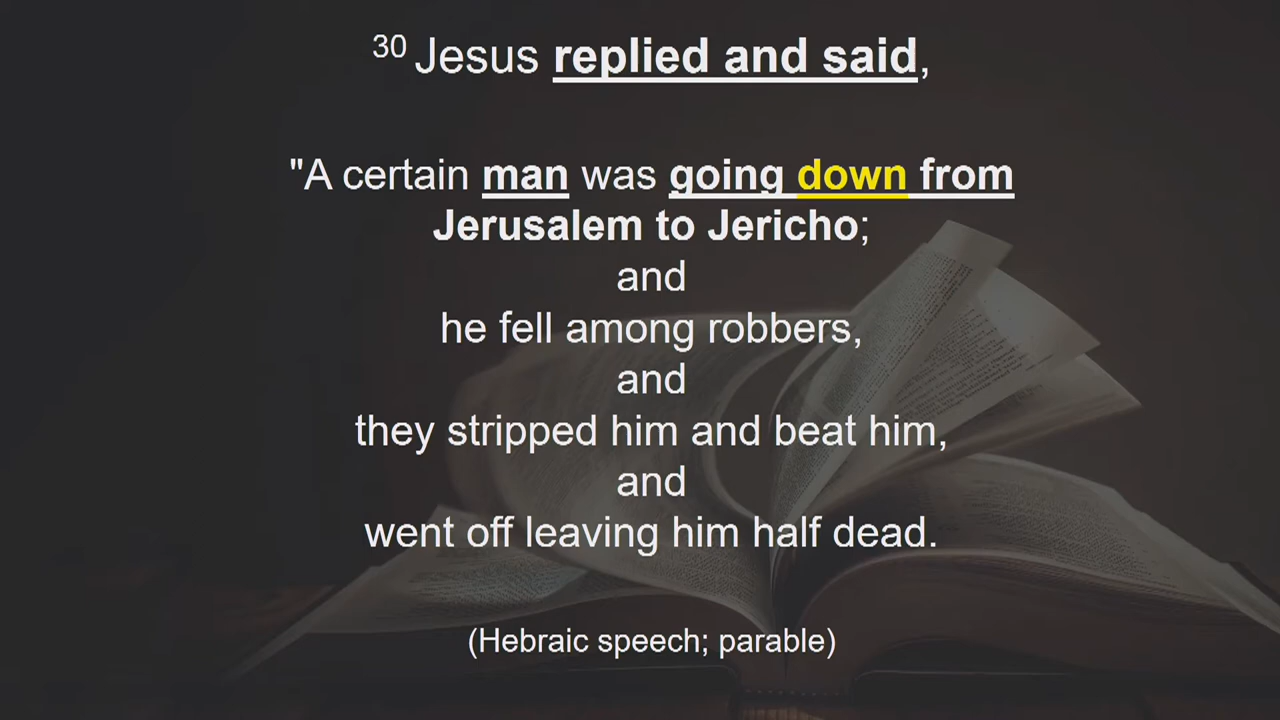 30 Jesus replied and said,
"A certain man was going down from
Jerusalem to Jericho;
and
he fell among robbers,
and
they stripped him and beat him,
and
went off leaving him half dead.
(Hebraic speech; parable)